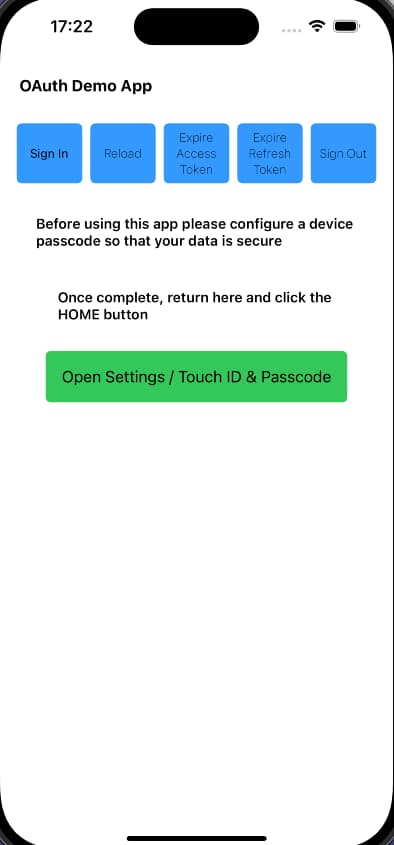 17:22
OAuth Demo App
Sign In
Reload
Expire
Access
Token
Expire
Refresh
Token
Sign Out
Before using this app please configure a device
passcode so that your data is secure
Once complete, return here and click the
HOME button
Open Settings / Touch ID & Passcode